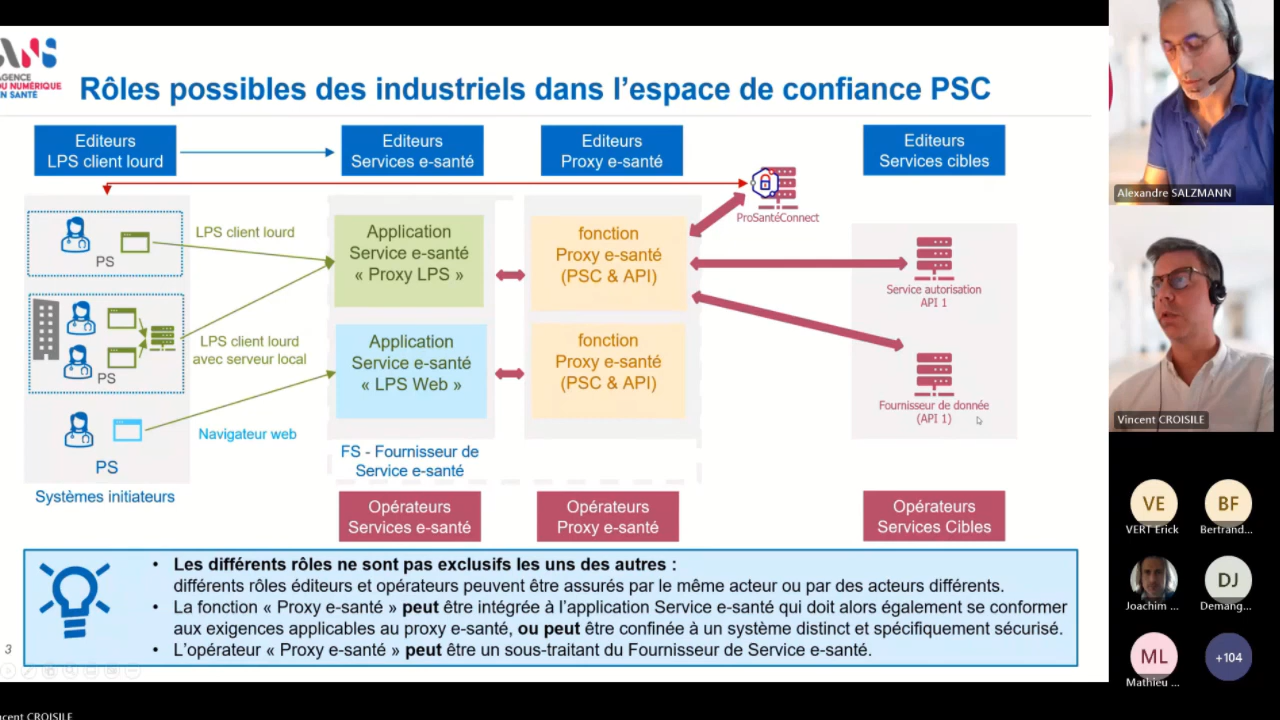 AGENCE
DU NUMÉRIQUE
EN SANTÉ
Rôles possibles des industriels dans l’espace de confiance PSC
Editeurs
LPS client lourd
Editeurs
Services e-santé
Editeurs
Proxy e-santé
Editeurs
Services cibles
ProSantéConnect
PS
LPS client lourd
Application
Service e-santé
« Proxy LPS »
fonction
Proxy e-santé
(PSC & API)
Service autorisation
API 1
PS
LPS client lourd
avec serveur local
Application
Service e-santé
« LPS Web »
fonction
Proxy e-santé
(PSC & API)
Fournisseur de donnée
(API 1)
Navigateur web
PS
FS - Fournisseur de
Service e-santé
Systèmes initiateurs
Opérateurs
Services e-santé
Opérateurs
Proxy e-santé
Opérateurs
Services Cibles
• Les différents rôles ne sont pas exclusifs les uns des autres :
différents rôles éditeurs et opérateurs peuvent être assurés par le même acteur ou par des acteurs différents.
• La fonction « Proxy e-santé » peut être intégrée à l’application Service e-santé qui doit alors également se conformer
aux exigences applicables au proxy e-santé, ou peut être confinée à un système distinct et spécifiquement sécurisé.
• L’opérateur « Proxy e-santé » peut être un sous-traitant du Fournisseur de Service e-santé.
3
Alexandre SALZMANN
Vincent CROISILE
VE
VERT Erick
BF
Bertrand...
Joachim ...
DJ
Demang...
ML
Mathieu ...
+104
ncent CROISILE